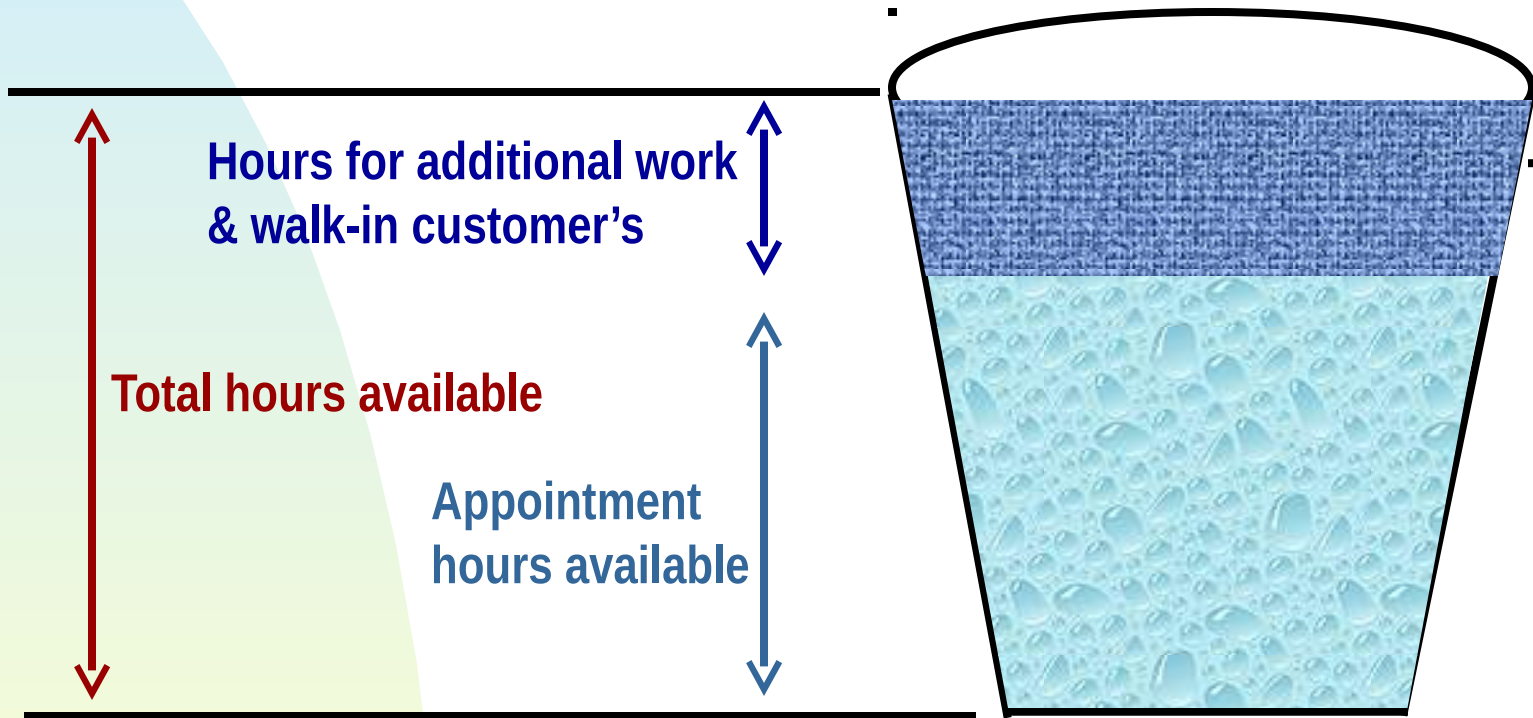 Hours for additional work
& walk-in customer’s
Total hours available
Appointment
hours available